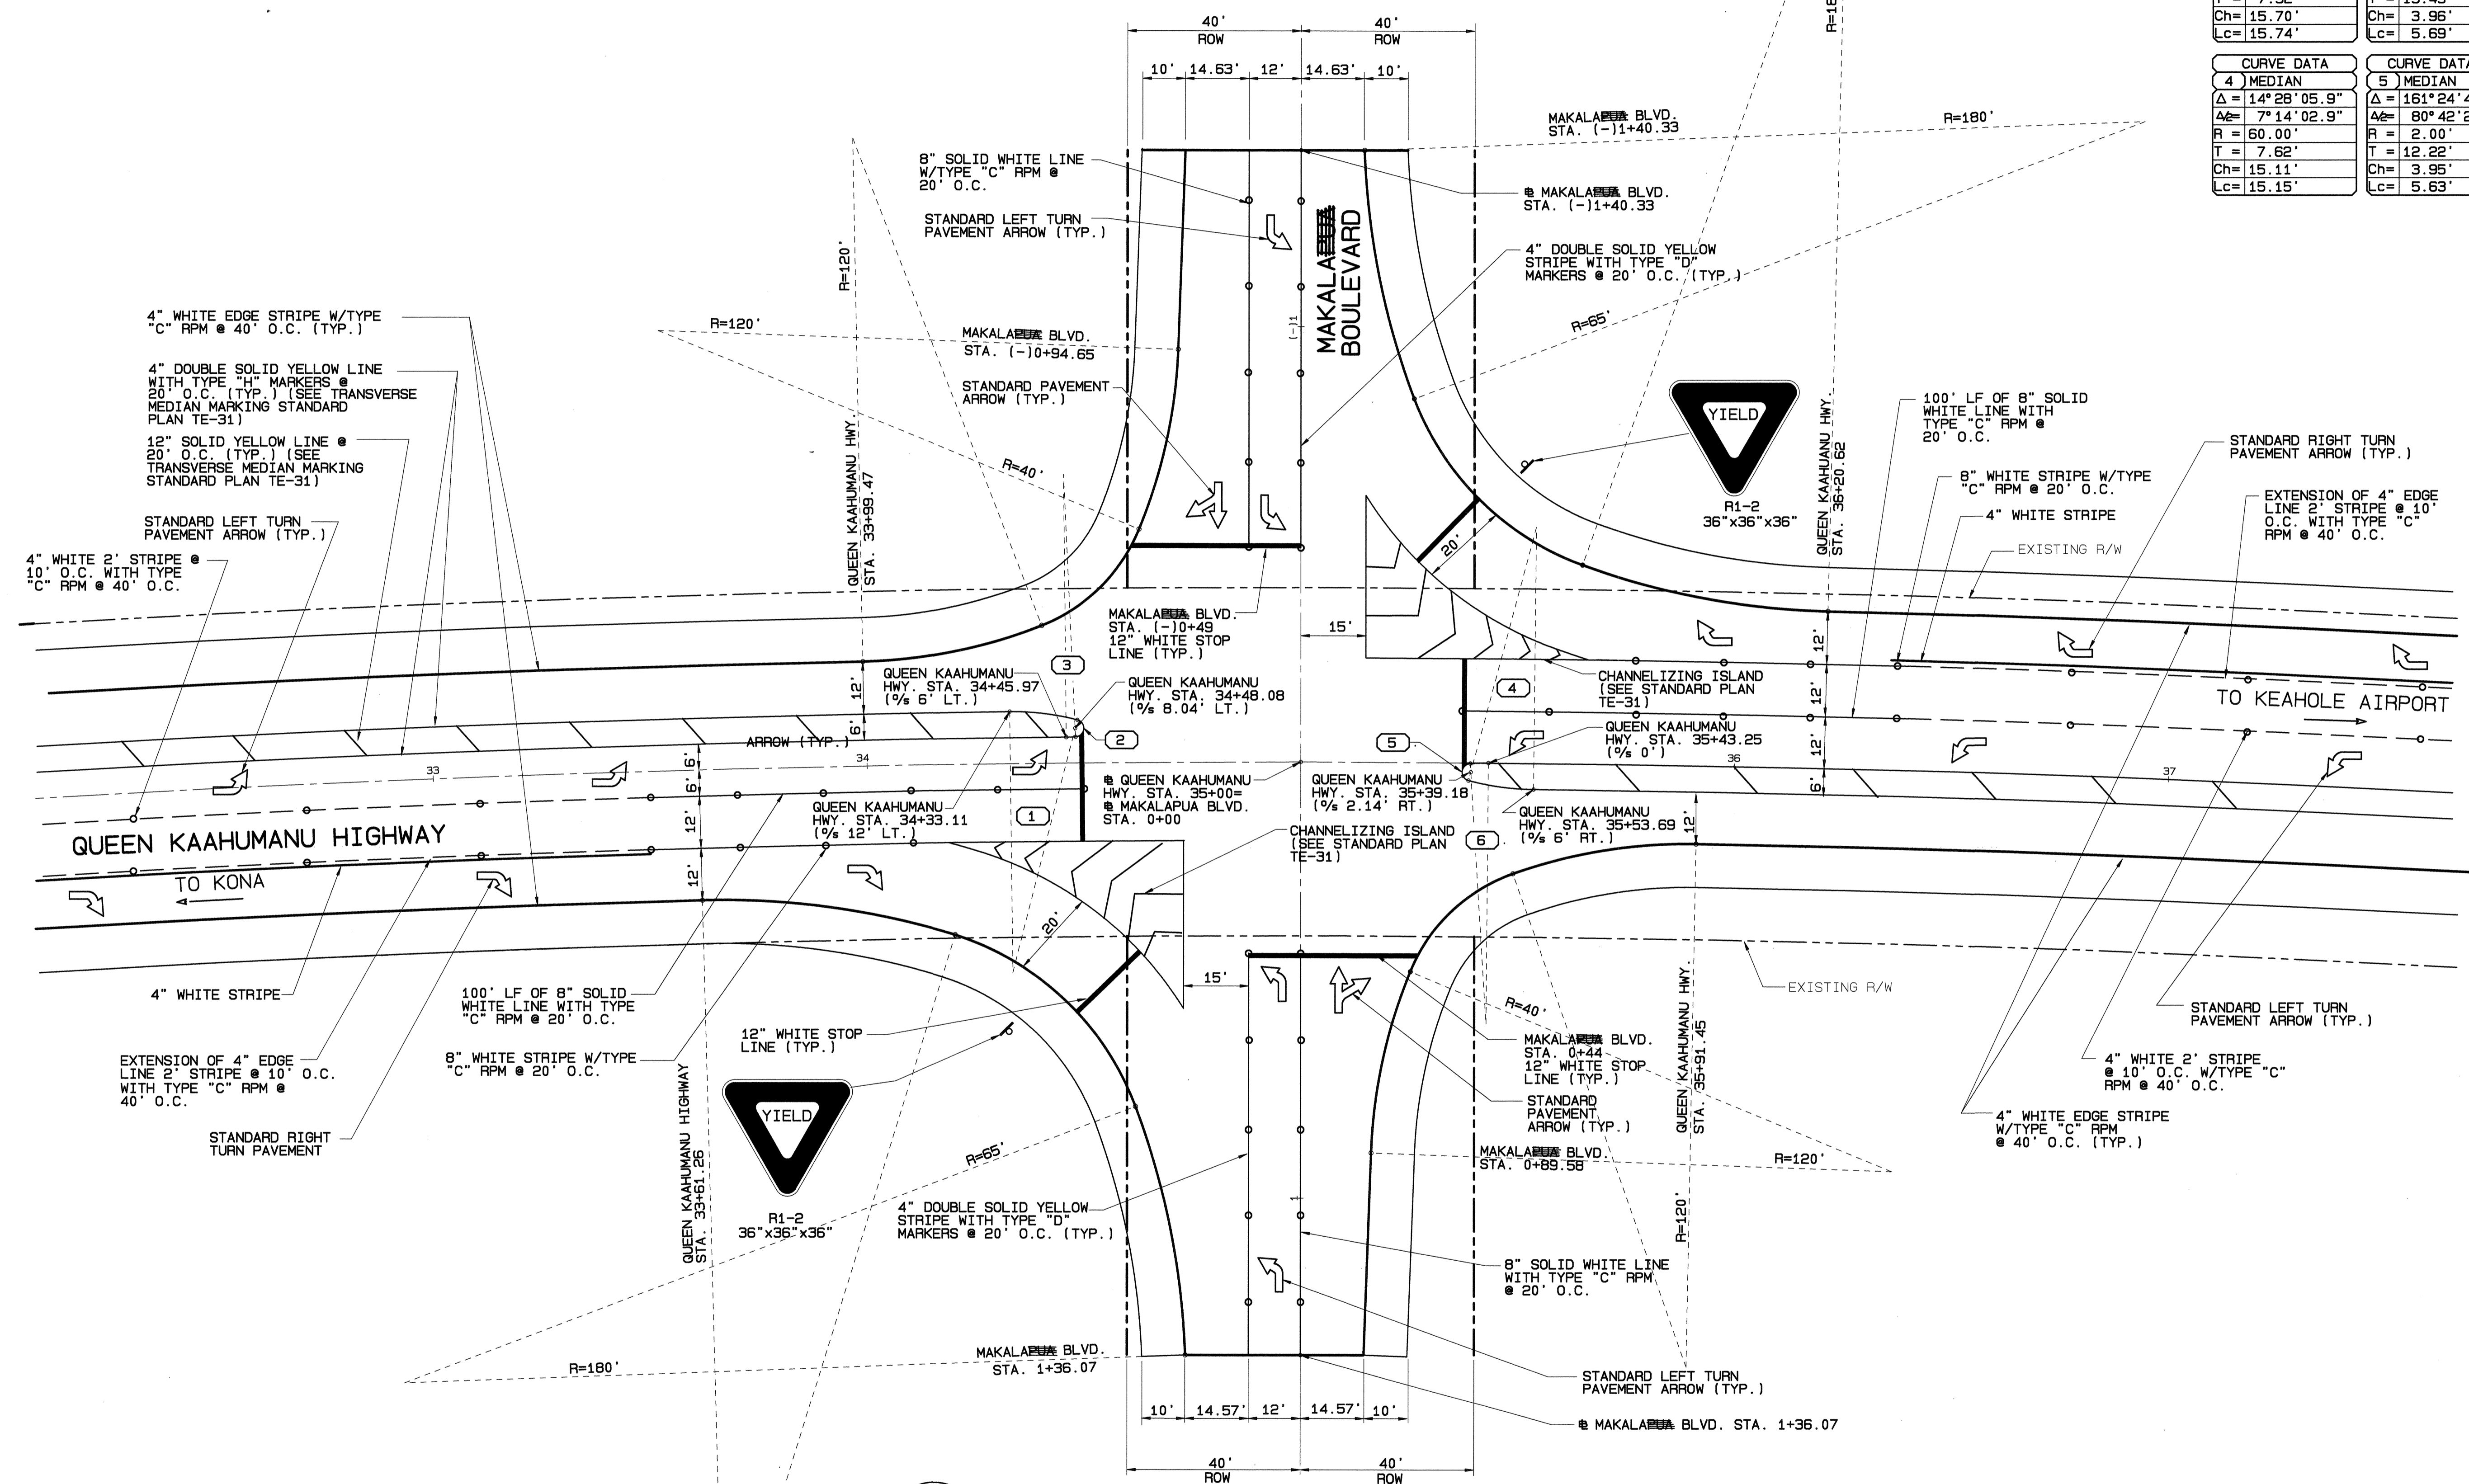 40'
ROW
40'
ROW
10'
14.63'
12'
14.63'
10'
R=18
Ch= 15.70'
Lc= 15.74'
Ch= 3.96'
Lc= 5.69'
CURVE DATA
4 MEDIAN
Δ = 14°28'05.9"
Δ/2= 7°14'02.9"
R = 60.00'
T = 7.62'
Ch= 15.11'
Lc= 15.15'
CURVE DATA
5 MEDIAN
Δ = 161°24'4
Δ/2= 80°42'2
R = 2.00'
T = 12.22'
Ch= 3.95'
Lc= 5.63'
MAKALAPUA BLVD.
STA. (-)1+40.33
R=180'
8" SOLID WHITE LINE
W/TYPE "C" RPM @
20' O.C.
STANDARD LEFT TURN
PAVEMENT ARROW (TYP.)
℄ MAKALAPUA BLVD.
STA. (-)1+40.33
MAKALAPUA
BOULEVARD
4" DOUBLE SOLID YELLOW
STRIPE WITH TYPE "D"
MARKERS @ 20' O.C. (TYP.)
R=120'
R=120'
R=65'
(-)1
MAKALAPUA BLVD.
STA. (-)0+94.65
STANDARD PAVEMENT
ARROW (TYP.)
R=40'
4" WHITE EDGE STRIPE W/TYPE
"C" RPM @ 40' O.C. (TYP.)
4" DOUBLE SOLID YELLOW LINE
WITH TYPE "H" MARKERS @
20' O.C. (TYP.) (SEE TRANSVERSE
MEDIAN MARKING STANDARD
PLAN TE-31)
12" SOLID YELLOW LINE @
20' O.C. (TYP.) (SEE
TRANSVERSE MEDIAN MARKING
STANDARD PLAN TE-31)
STANDARD LEFT TURN
PAVEMENT ARROW (TYP.)
4" WHITE 2' STRIPE @
10' O.C. WITH TYPE
"C" RPM @ 40' O.C.
QUEEN KAAHUMANU HWY.
STA. 33+99.47
YIELD
R1-2
36"x36"x36"
20'
QUEEN KAAHUANU HWY.
STA. 36+20.62
100' LF OF 8" SOLID
WHITE LINE WITH
TYPE "C" RPM @
20' O.C.
STANDARD RIGHT TURN
PAVEMENT ARROW (TYP.)
8" WHITE STRIPE W/TYPE
"C" RPM @ 20' O.C.
4" WHITE STRIPE
EXTENSION OF 4" EDGE
LINE 2' STRIPE @ 10'
O.C. WITH TYPE "C"
RPM @ 40' O.C.
EXISTING R/W
MAKALAPUA BLVD.
STA. (-)0+49
12" WHITE STOP
LINE (TYP.)
15'
3
QUEEN KAAHUMANU
HWY. STA. 34+45.97
(%s 6' LT.)
QUEEN KAAHUMANU
HWY. STA. 34+48.08
(%s 8.04' LT.)
12'
6'
2
ARROW (TYP.)
4
CHANNELIZING ISLAND
(SEE STANDARD PLAN
TE-31)
12'
12'
12'
6'
TO KEAHOLE AIRPORT
5
QUEEN KAAHUMANU
HWY. STA. 35+43.25
(%s 0')
33
34
36
37
6'
6'
12'
12'
QUEEN KAAHUMANU
HWY. STA. 34+33.11
(%s 12' LT.)
1
℄ QUEEN KAAHUMANU
HWY. STA. 35+00=
℄ MAKALAPUA BLVD.
STA. 0+00
QUEEN KAAHUMANU
HWY. STA. 35+39.18
(%s 2.14' RT.)
QUEEN KAAHUMANU
HWY. STA. 35+53.69
(%s 6' RT.)
12'
6
CHANNELIZING ISLAND
(SEE STANDARD PLAN
TE-31)
QUEEN KAAHUMANU HIGHWAY
TO KONA
20'
15'
4" WHITE STRIPE
100' LF OF 8" SOLID
WHITE LINE WITH TYPE
"C" RPM @ 20' O.C.
EXTENSION OF 4" EDGE
LINE 2' STRIPE @ 10' O.C.
WITH TYPE "C" RPM @
40' O.C.
8" WHITE STRIPE W/TYPE
"C" RPM @ 20' O.C.
12" WHITE STOP
LINE (TYP.)
STANDARD RIGHT
TURN PAVEMENT
QUEEN KAAHUMANU HIGHWAY
STA. 33+61.26
YIELD
R1-2
36"x36"x36"
R=65'
4" DOUBLE SOLID YELLOW
STRIPE WITH TYPE "D"
MARKERS @ 20' O.C. (TYP.)
1
EXISTING R/W
R=40'
MAKALAPUA BLVD.
STA. 0+44
12" WHITE STOP
LINE (TYP.)
STANDARD
PAVEMENT
ARROW (TYP.)
MAKALAPUA BLVD.
STA. 0+89.58
QUEEN KAAHUMANU HWY.
STA. 35+91.45
R=120'
R=120'
STANDARD LEFT TURN
PAVEMENT ARROW (TYP.)
4" WHITE 2' STRIPE
@ 10' O.C. W/TYPE "C"
RPM @ 40' O.C.
4" WHITE EDGE STRIPE
W/TYPE "C" RPM
@ 40' O.C. (TYP.)
8" SOLID WHITE LINE
WITH TYPE "C" RPM
@ 20' O.C.
R=180'
MAKALAPUA BLVD.
STA. 1+36.07
STANDARD LEFT TURN
PAVEMENT ARROW (TYP.)
10'
14.57'
12'
14.57'
10'
℄ MAKALAPUA BLVD. STA. 1+36.07
40'
ROW
40'
ROW